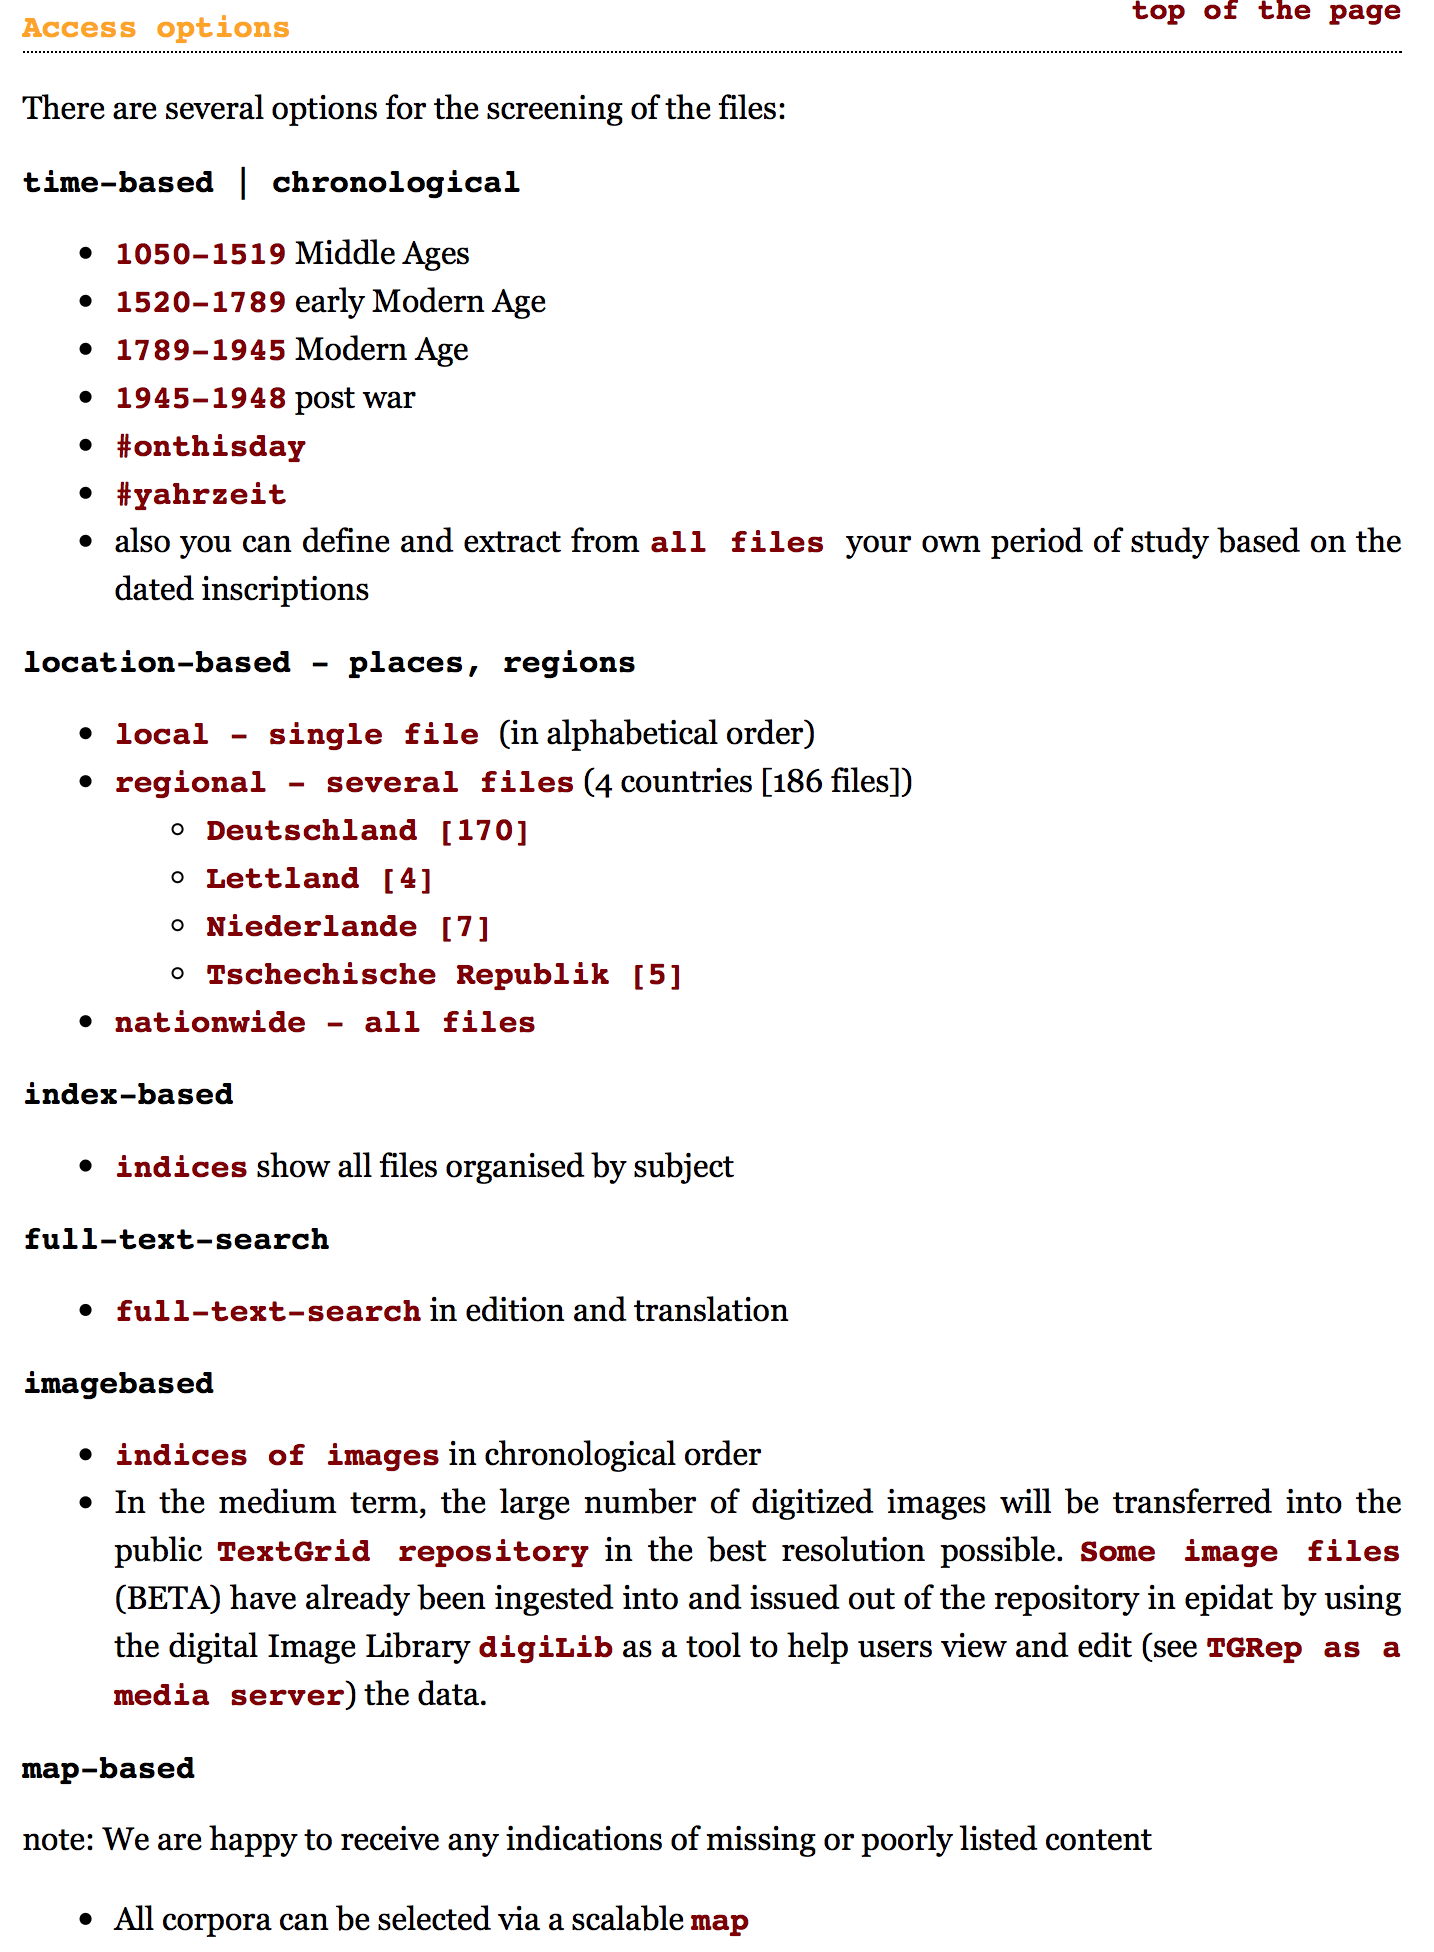 top of the page
Access options
There are several options for the screening of the files:
time-based | chronological
1050-1519 Middle Ages
1520-1789 early Modern Age
1789-1945 Modern Age
1945-1948 post war
#onthisday
#yahrzeit
also you can define and extract from all files your own period of study based on the
dated inscriptions
location-based - places, regions
local - single file (in alphabetical order)
regional - several files (4 countries [186 files])
Deutschland [170]
Lettland [4]
Niederlande [7]
Tschechische Republik [5]
nationwide - all files
index-based
indices show all files organised by subject
full-text-search
full-text-search in edition and translation
imagebased
indices of images in chronological order
In the medium term, the large number of digitized images will be transferred into the
public TextGrid repository in the best resolution possible. Some image files
(BETA) have already been ingested into and issued out of the repository in epidat by using
the digital Image Library digiLib as a tool to help users view and edit (see TGRep as a
media server) the data.
map-based
note: We are happy to receive any indications of missing or poorly listed content
All corpora can be selected via a scalable map